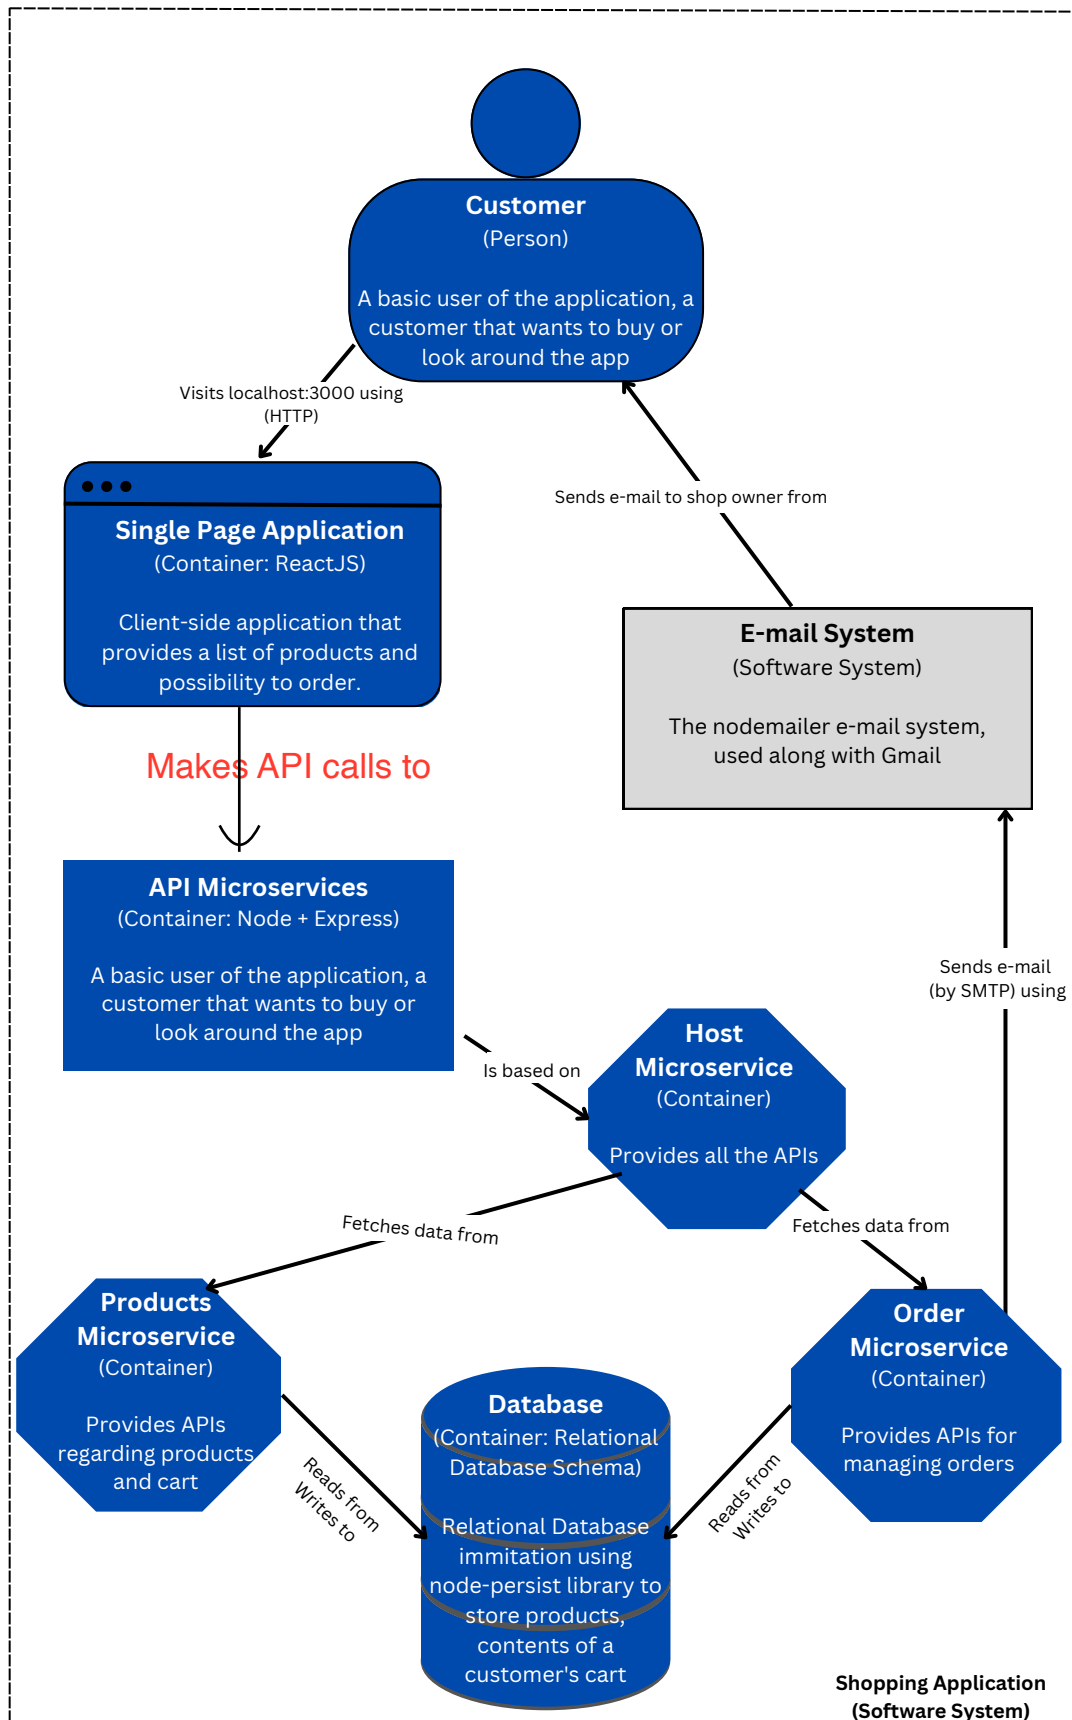 Customer
(Person)
A basic user of the application, a
customer that wants to buy or
look around the app
Visits localhost:3000 using
(HTTP)
Sends e-mail to shop owner from
Single Page Application
(Container: ReactJS)
Client-side application that
provides a list of products and
possibility to order.
E-mail System
(Software System)
The nodemailer e-mail system,
used along with Gmail
Makes API calls to
API Microservices
(Container: Node + Express)
A basic user of the application, a
customer that wants to buy or
look around the app
Sends e-mail
(by SMTP) using
Is based on
Host
Microservice
(Container)
Provides all the APIs
Fetches data from
Fetches data from
Products
Microservice
(Container)
Provides APIs
regarding products
and cart
Order
Microservice
(Container)
Provides APIs for
managing orders
Reads from
Writes to
Reads from
Writes to
Database
(Container: Relational
Database Schema)
Relational Database
immitation using
node-persist library to
store products,
contents of a
customer's cart
Shopping Application
(Software System)